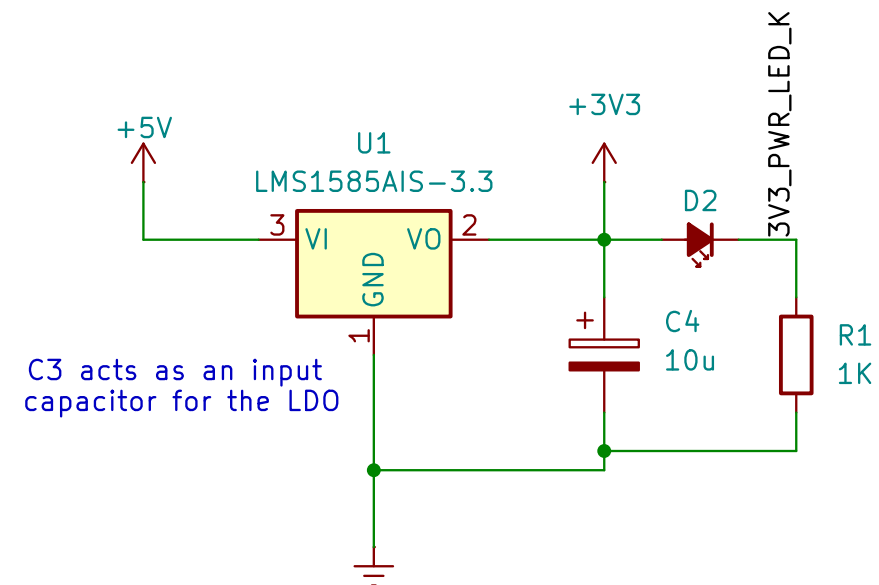 3V3_PWR_LED_K
+3V3
+5V
U1
LMS1585AIS-3.3
D2
3
VI
VO
2
GND
1
+
C4
10u
R1
1K
C3 acts as an input
capacitor for the LDO